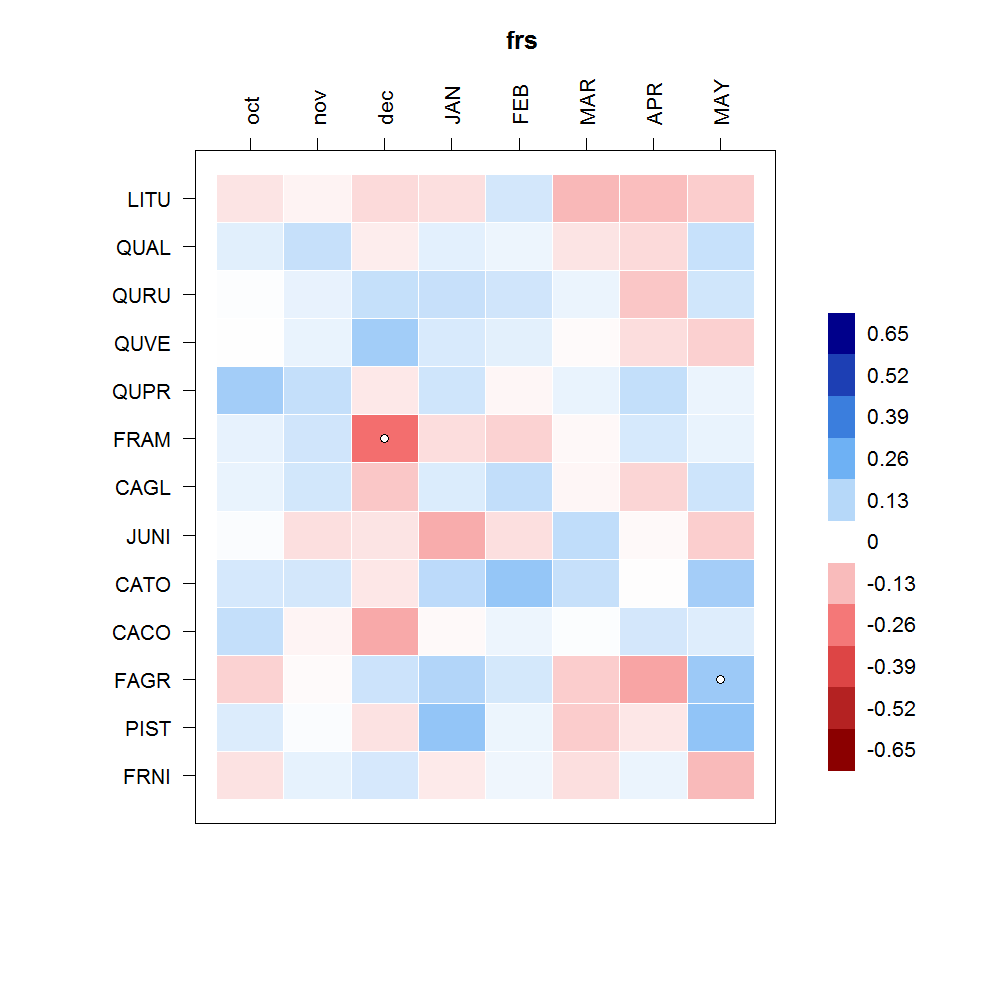 frs
oct nov dec JAN FEB MAR APR MAY
LITU
QUAL
QURU
QUVE
QUPR
FRAM
CAGL
JUNI
CATO
CACO
FAGR
PIST
FRNI
0.65
0.52
0.39
0.26
0.13
0
-0.13
-0.26
-0.39
-0.52
-0.65